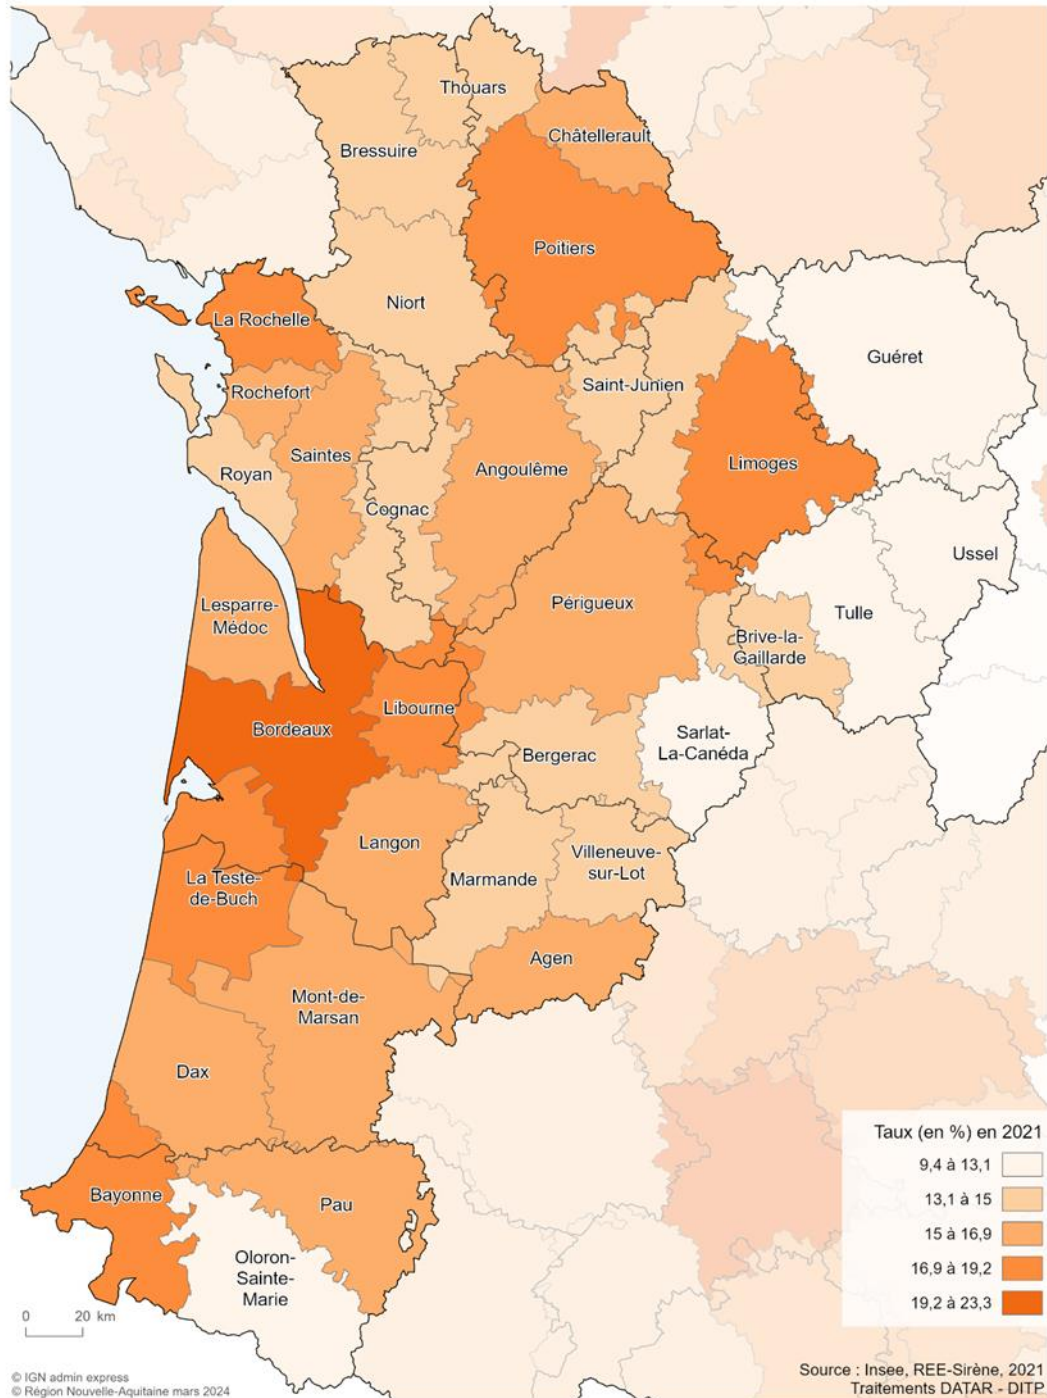 Thouars
Châtellerault
Bressuire
Poitiers
Niort
La Rochelle
Guéret
Saint-Junien
Rochefort
Saintes
Limoges
Angoulême
Royan
Cognac
Ussel
Périgueux
Lesparre-
Médoc
Tulle
Brive-la-
Gaillarde
Libourne
Bordeaux
Sarlat-
La-Canéda
Bergerac
Langon
Villeneuve-
sur-Lot
Marmande
La Teste-
de-Buch
Agen
Mont-de-
Marsan
Dax
Bayonne
Pau
Oloron-
Sainte-
Marie
Taux (en %) en 2021
9,4 à 13,1
13,1 à 15
15 à 16,9
16,9 à 19,2
19,2 à 23,3
0 20 km
© IGN admin express
© Région Nouvelle-Aquitaine mars 2024
Source : Insee, REE-Sirène, 2021
Traitements DATAR - DITP